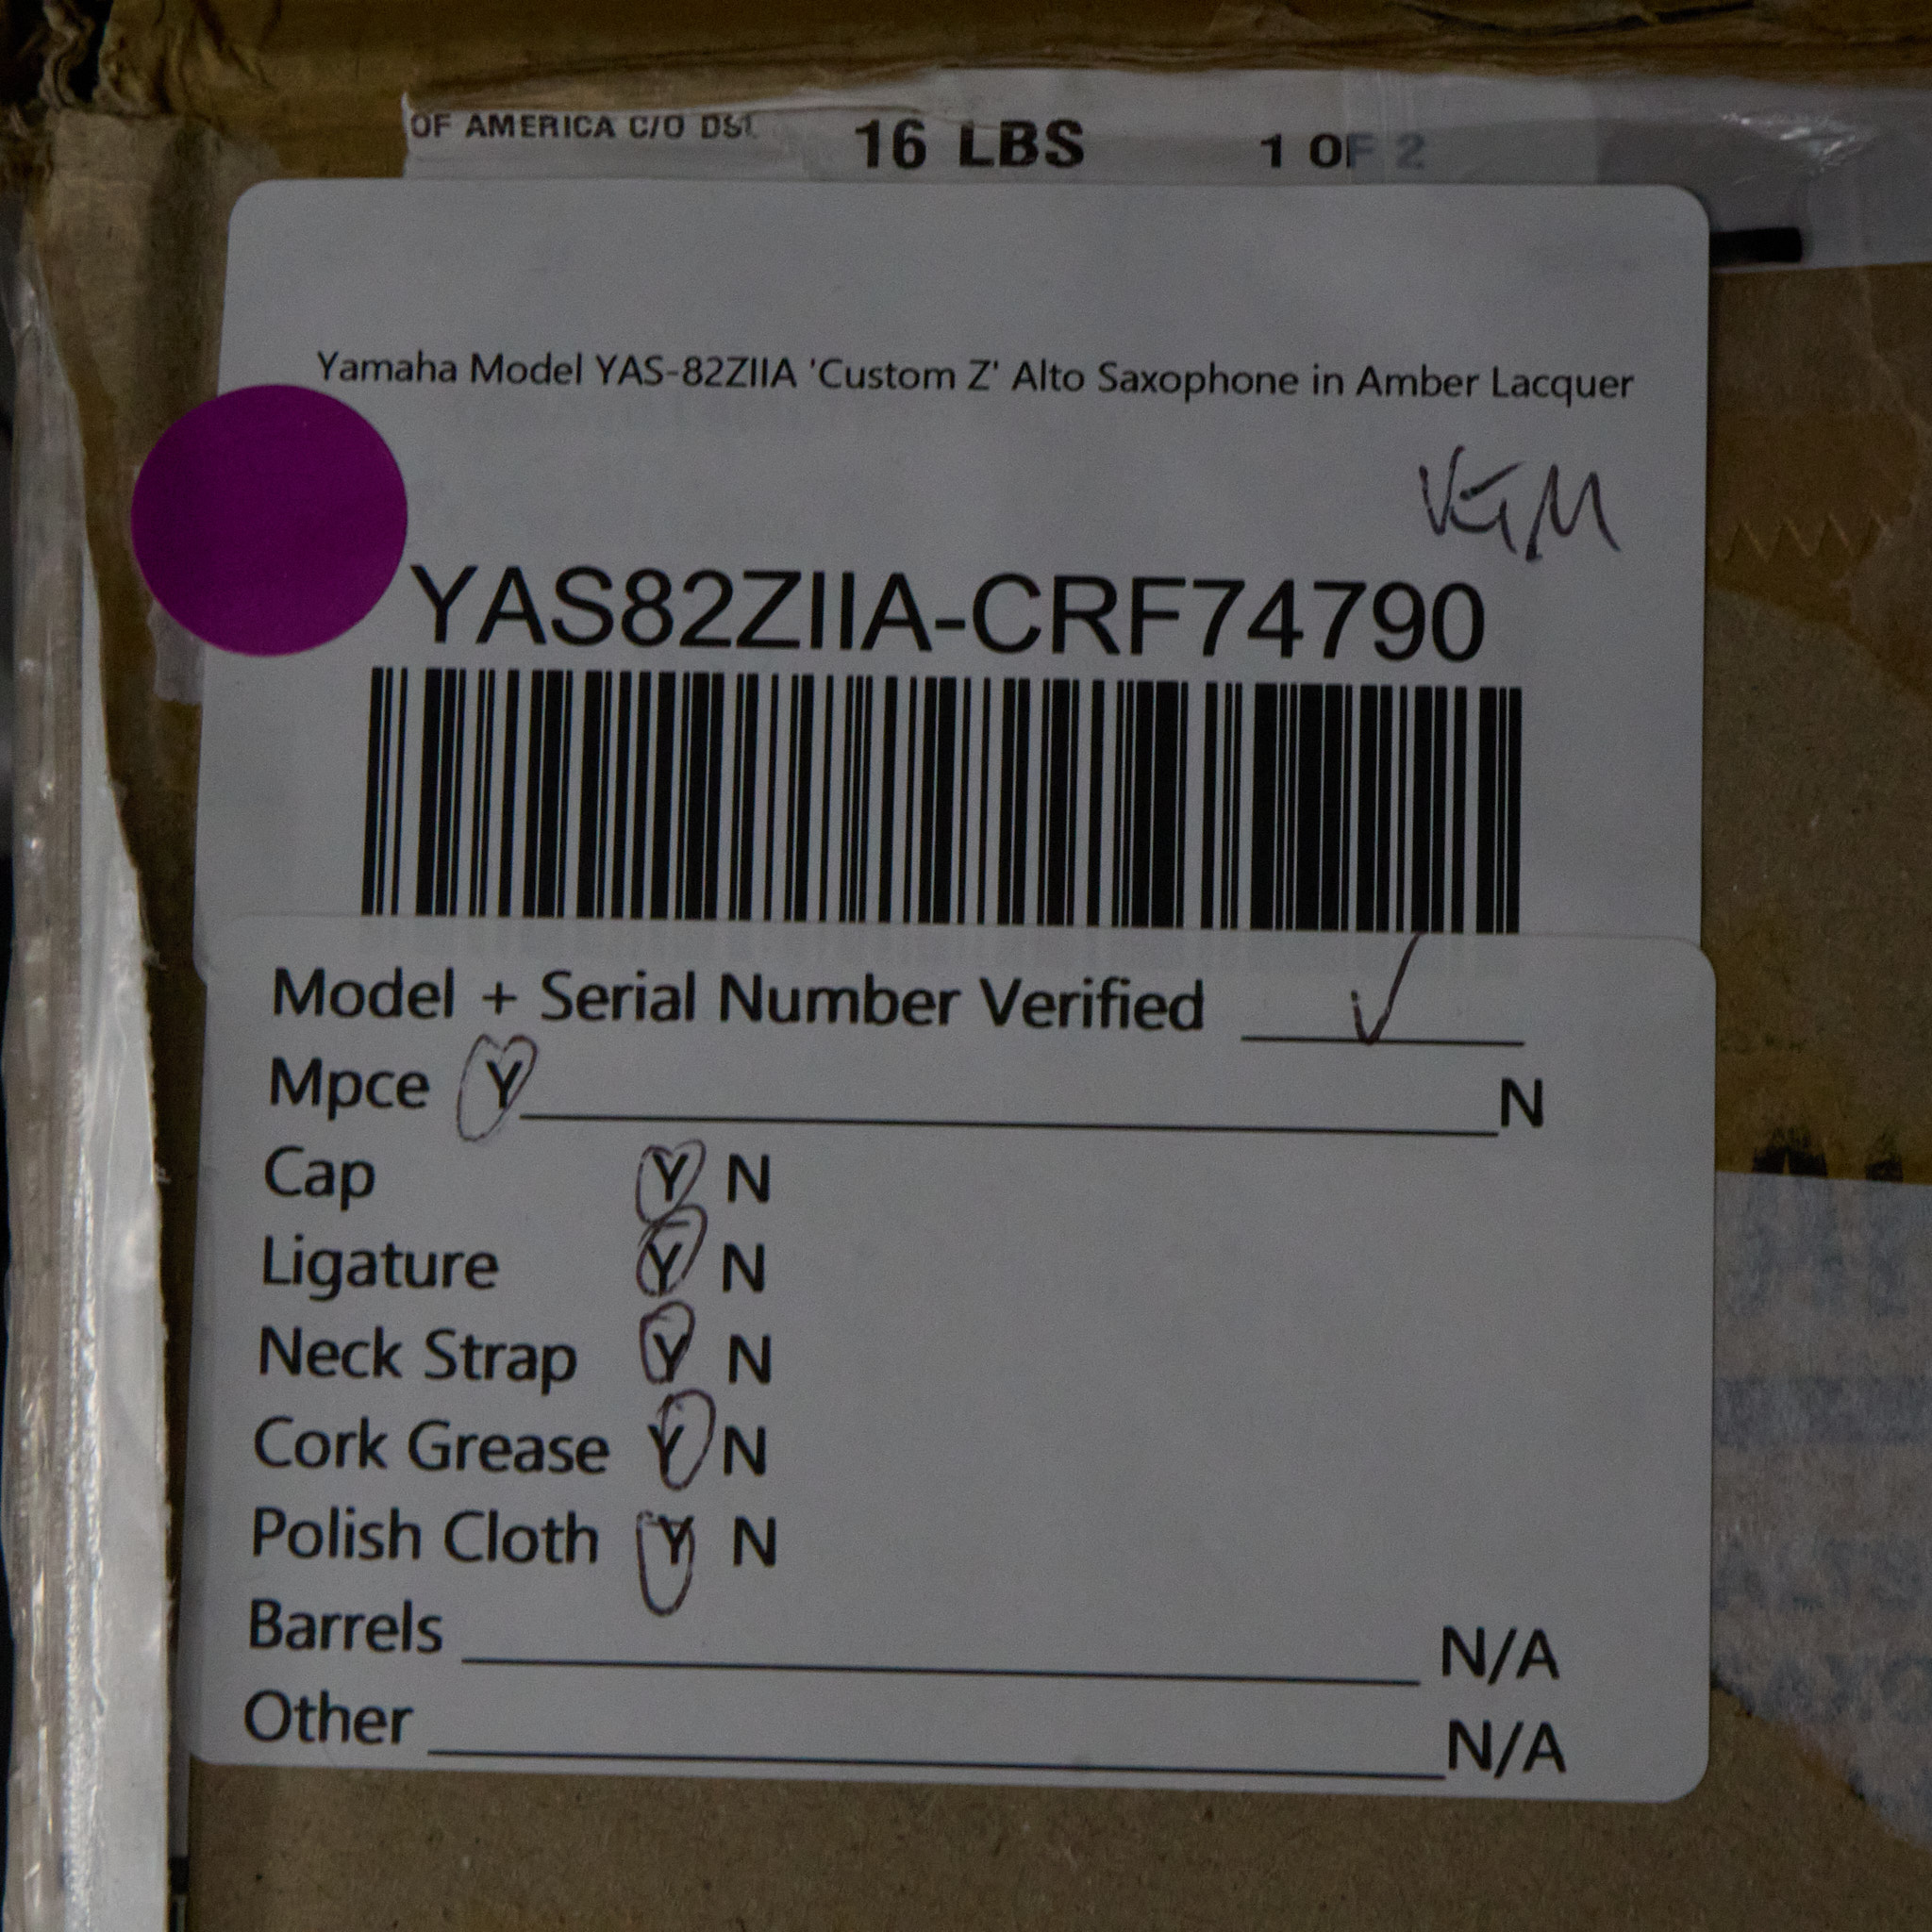 OF AMERICA C/O DSL 16 LBS 1 OF 2
Yamaha Model YAS-82ZIIA 'Custom Z' Alto Saxophone in Amber Lacquer
YAS82ZIIA-CRF74790
Model + Serial Number Verified ✓
Mpce Y N
Cap Y N
Ligature Y N
Neck Strap Y N
Cork Grease Y N
Polish Cloth Y N
Barrels N/A
Other N/A